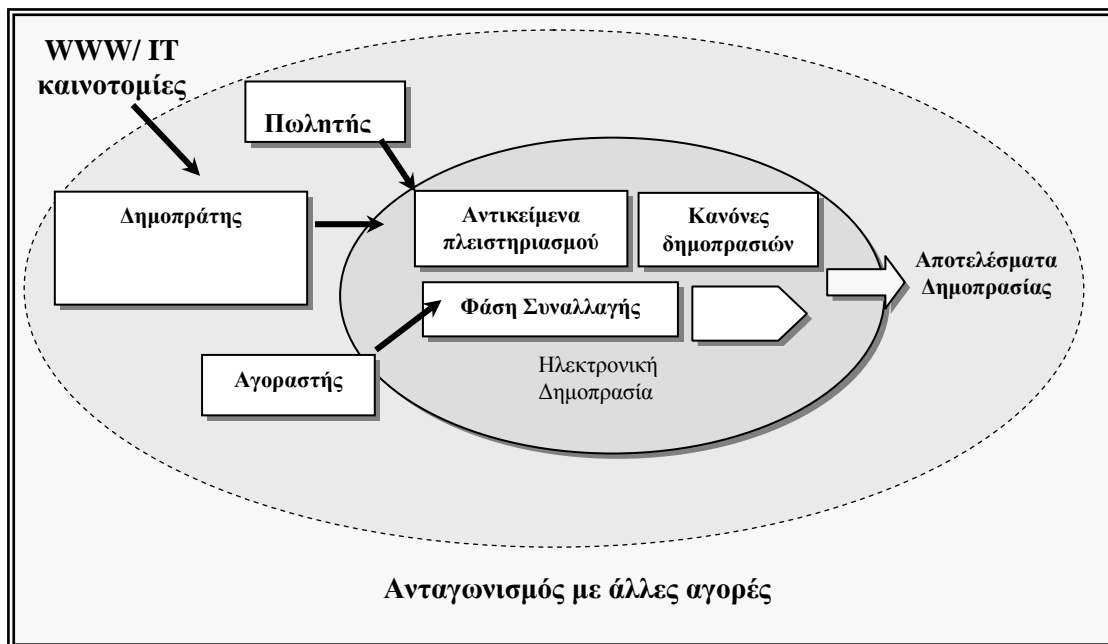 WWW/ IT
καινοτομίες
Πωλητής
Δημοπράτης
Αντικείμενα
πλειστηριασμού
Κανόνες
δημοπρασιών
Αποτελέσματα
Δημοπρασίας
Φάση Συναλλαγής
Αγοραστής
Ηλεκτρονική
Δημοπρασία
Ανταγωνισμός με άλλες αγορές